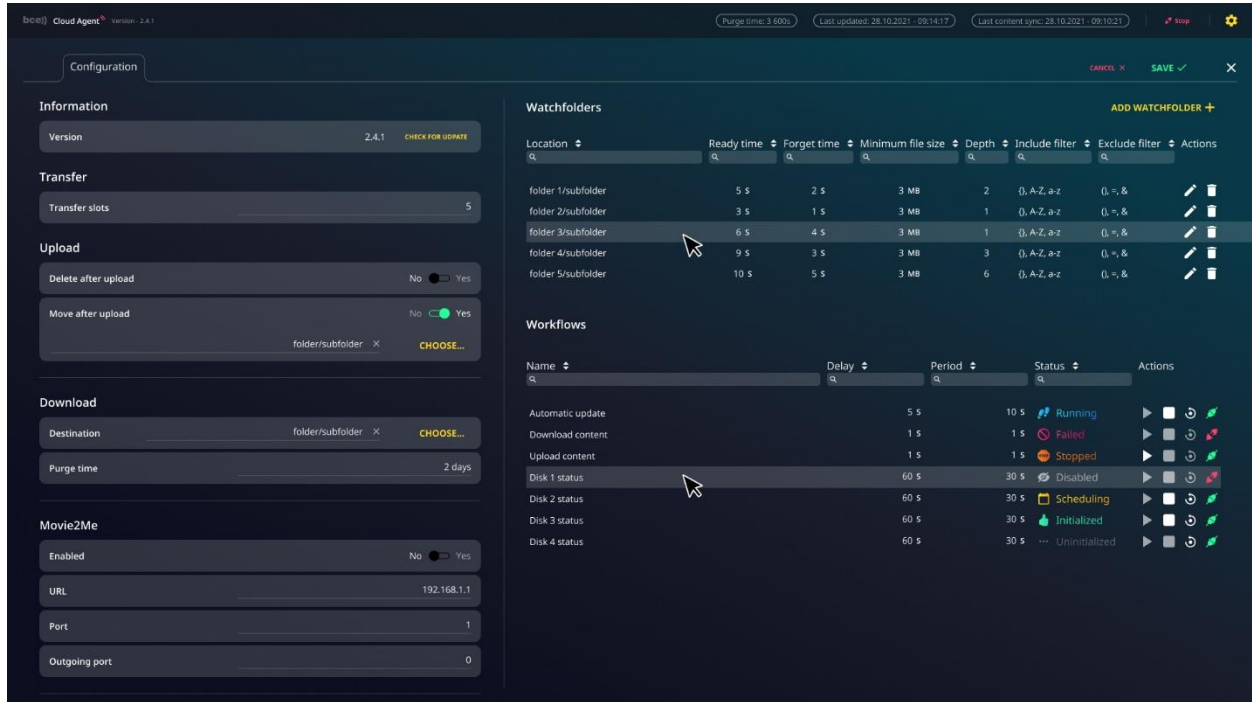 bce)) Cloud Agent Version - 2.4.1 Purge time: 3 600s Last updated: 28.10.2021 - 09:14:17 Last content sync: 28.10.2021 - 09:10:21 Stop
Configuration CANCEL × SAVE
Information
Version 2.4.1 CHECK FOR UDPATE
Transfer
Transfer slots 5
Upload
Delete after upload No Yes
Move after upload No Yes
folder/subfolder × CHOOSE...
Download
Destination folder/subfolder × CHOOSE...
Purge time 2 days
Movie2Me
Enabled No Yes
URL 192.168.1.1
Port 1
Outgoing port 0
Watchfolders ADD WATCHFOLDER +
Location Ready time Forget time Minimum file size Depth Include filter Exclude filter Actions
folder 1/subfolder 5 S 2 S 3 MB 2 {}, A-Z, a-z (), =, &
folder 2/subfolder 3 S 1 S 3 MB 1 {}, A-Z, a-z (), =, &
folder 3/subfolder 6 S 4 S 3 MB 1 {}, A-Z, a-z (), =, &
folder 4/subfolder 9 S 3 S 3 MB 3 {}, A-Z, a-z (), =, &
folder 5/subfolder 10 S 5 S 3 MB 6 {}, A-Z, a-z (), =, &
Workflows
Name Delay Period Status Actions
Automatic update 5 S 10 S Running
Download content 1 S 1 S Failed
Upload content 1 S 1 S STOP Stopped
Disk 1 status 60 S 30 S Disabled
Disk 2 status 60 S 30 S Scheduling
Disk 3 status 60 S 30 S Initialized
Disk 4 status 60 S 30 S Uninitialized